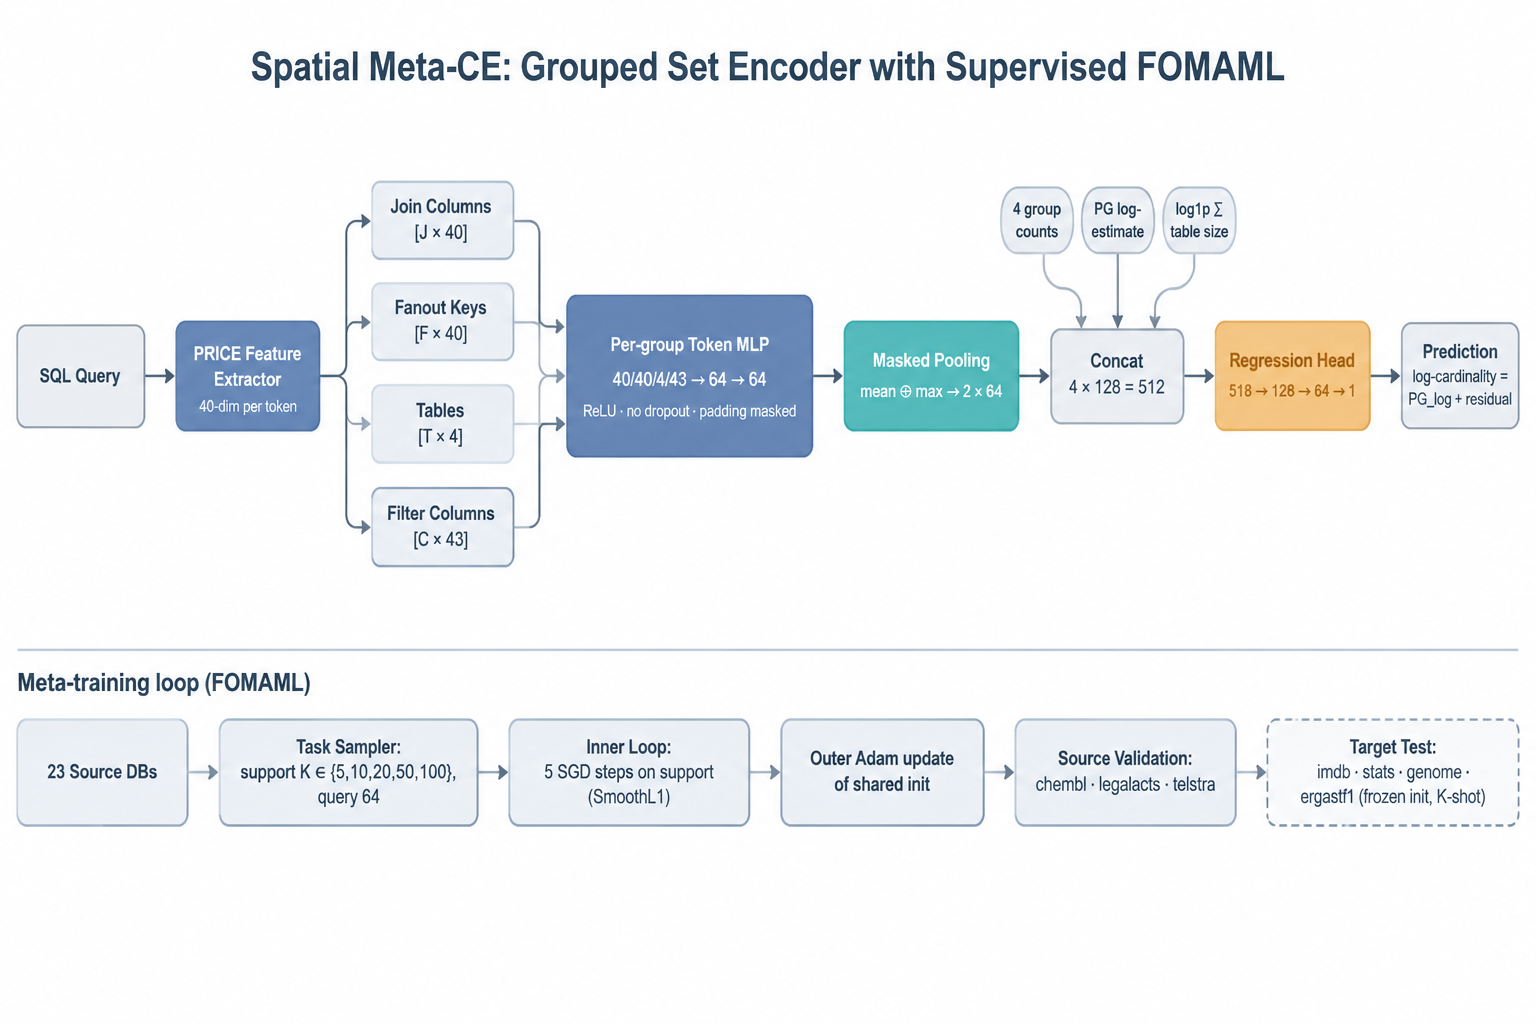 Spatial Meta-CE: Grouped Set Encoder with Supervised FOMAML
SQL Query
PRICE Feature
Extractor
40-dim per token
Join Columns
[J × 40]
Fanout Keys
[F × 40]
Tables
[T × 4]
Filter Columns
[C × 43]
Per-group Token MLP
40/40/4/43 → 64 → 64
ReLU · no dropout · padding masked
Masked Pooling
mean ⊕ max → 2 × 64
4 group
counts
PG log-
estimate
log1p ∑
table size
Concat
4 × 128 = 512
Regression Head
518 → 128 → 64 → 1
Prediction
log-cardinality =
PG_log + residual
Meta-training loop (FOMAML)
23 Source DBs
Task Sampler:
support K ∈ {5,10,20,50,100},
query 64
Inner Loop:
5 SGD steps on support
(SmoothL1)
Outer Adam update
of shared init
Source Validation:
chembl · legalacts · telstra
Target Test:
imdb · stats · genome ·
ergastf1 (frozen init, K-shot)